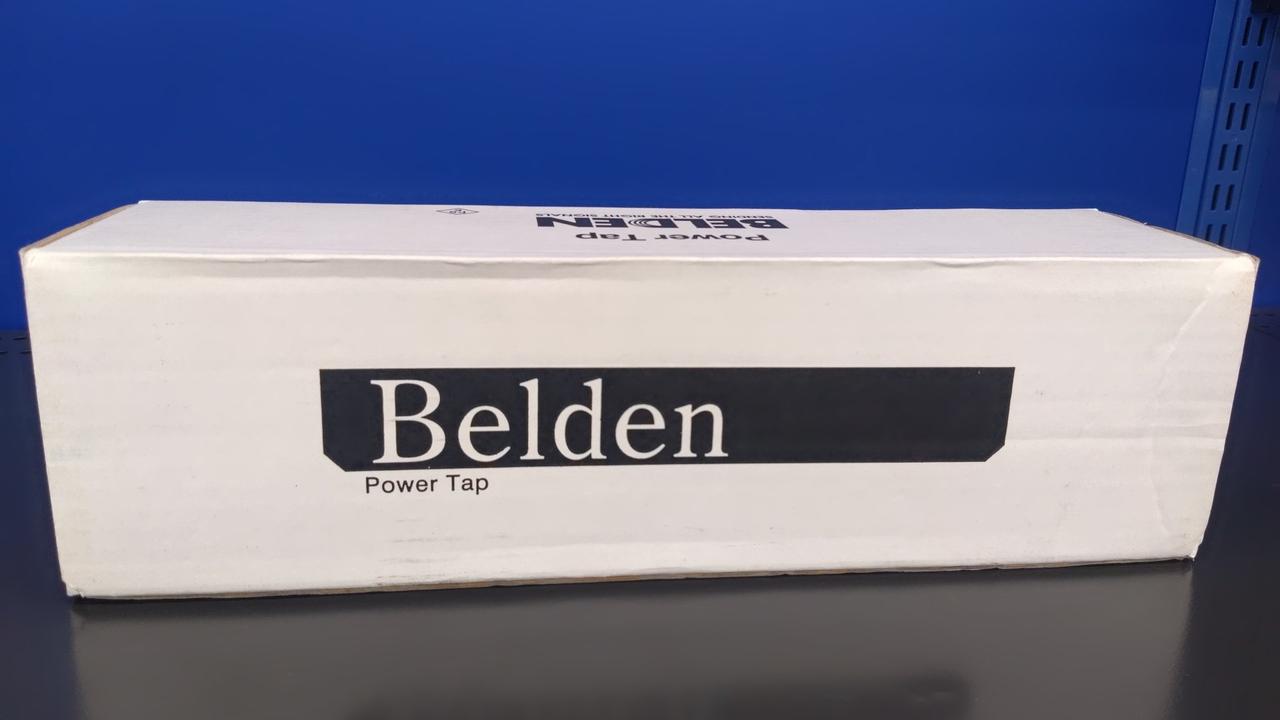 Power Tap
BELDEN
SENDING ALL THE RIGHT SIGNALS
Belden
Power Tap